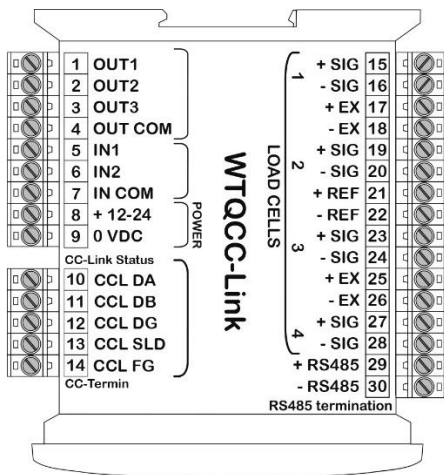 1 OUT1
2 OUT2
3 OUT3
4 OUT COM
5 IN1
6 IN2
7 IN COM
8 + 12-24
9 0 VDC
POWER
CC-Link Status
10 CCL DA
11 CCL DB
12 CCL DG
13 CCL SLD
14 CCL FG
CC-Termin
WTQCC-Link
LOAD CELLS
1
2
3
4
+ SIG 15
- SIG 16
+ EX 17
- EX 18
+ SIG 19
- SIG 20
+ REF 21
- REF 22
+ SIG 23
- SIG 24
+ EX 25
- EX 26
+ SIG 27
- SIG 28
+ RS485 29
- RS485 30
RS485 termination